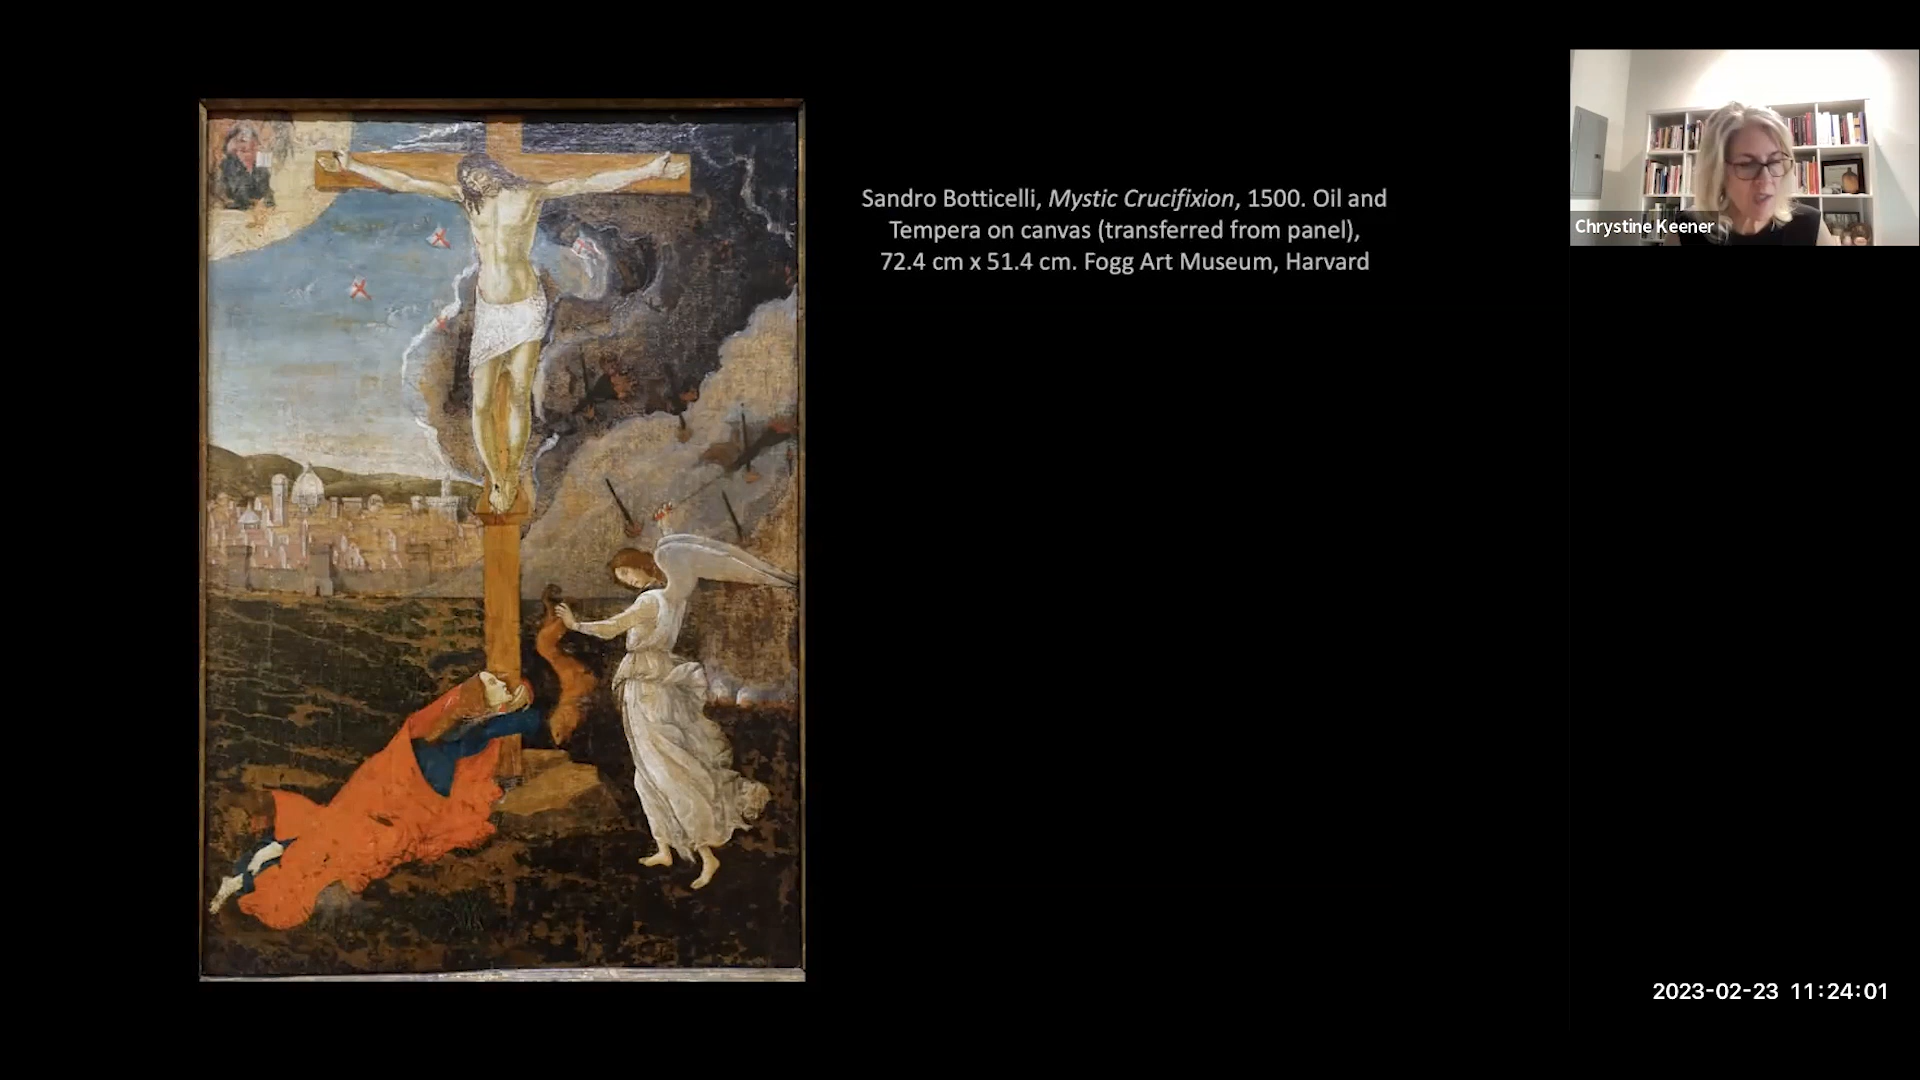 Sandro Botticelli, Mystic Crucifixion, 1500. Oil and
Tempera on canvas (transferred from panel),
72.4 cm x 51.4 cm. Fogg Art Museum, Harvard
Chrystine Keener
2023-02-23 11:24:01